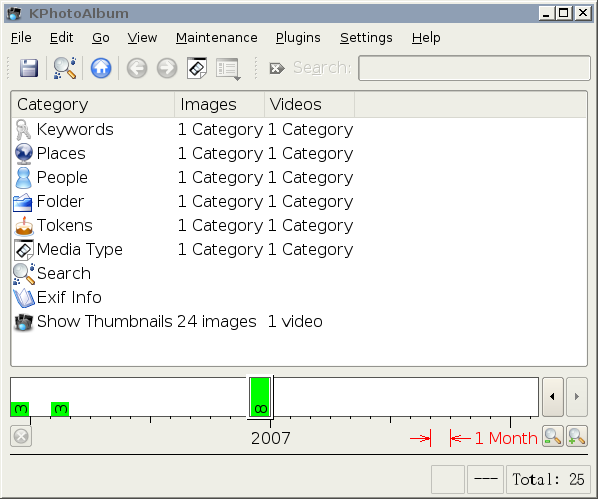 KPhotoAlbum
File Edit Go View Maintenance Plugins Settings Help
Search:
Category Images Videos
Keywords 1 Category 1 Category
Places 1 Category 1 Category
People 1 Category 1 Category
Folder 1 Category 1 Category
Tokens 1 Category 1 Category
Media Type 1 Category 1 Category
Search
Exif Info
Show Thumbnails 24 images 1 video
3 3 8
2007 1 Month
--- Total: 25